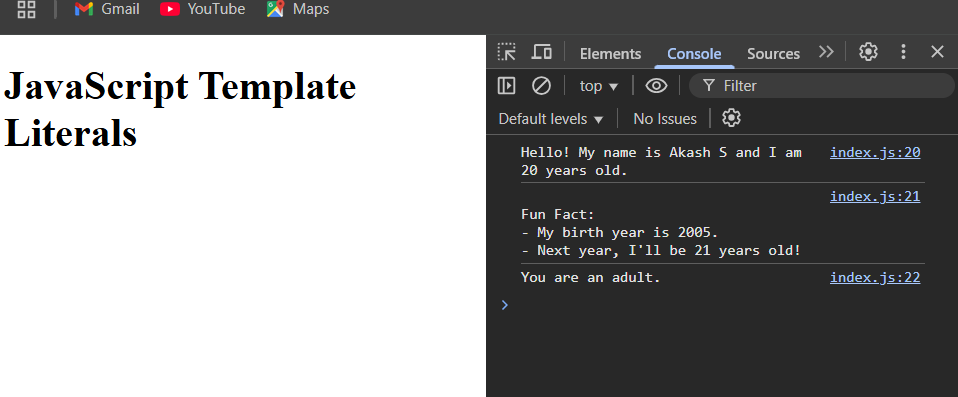 Gmail YouTube Maps
JavaScript Template
Literals
Elements Console Sources
top Filter
Default levels No Issues
Hello! My name is Akash S and I am index.js:20
20 years old.
index.js:21
Fun Fact:
- My birth year is 2005.
- Next year, I'll be 21 years old!
You are an adult. index.js:22